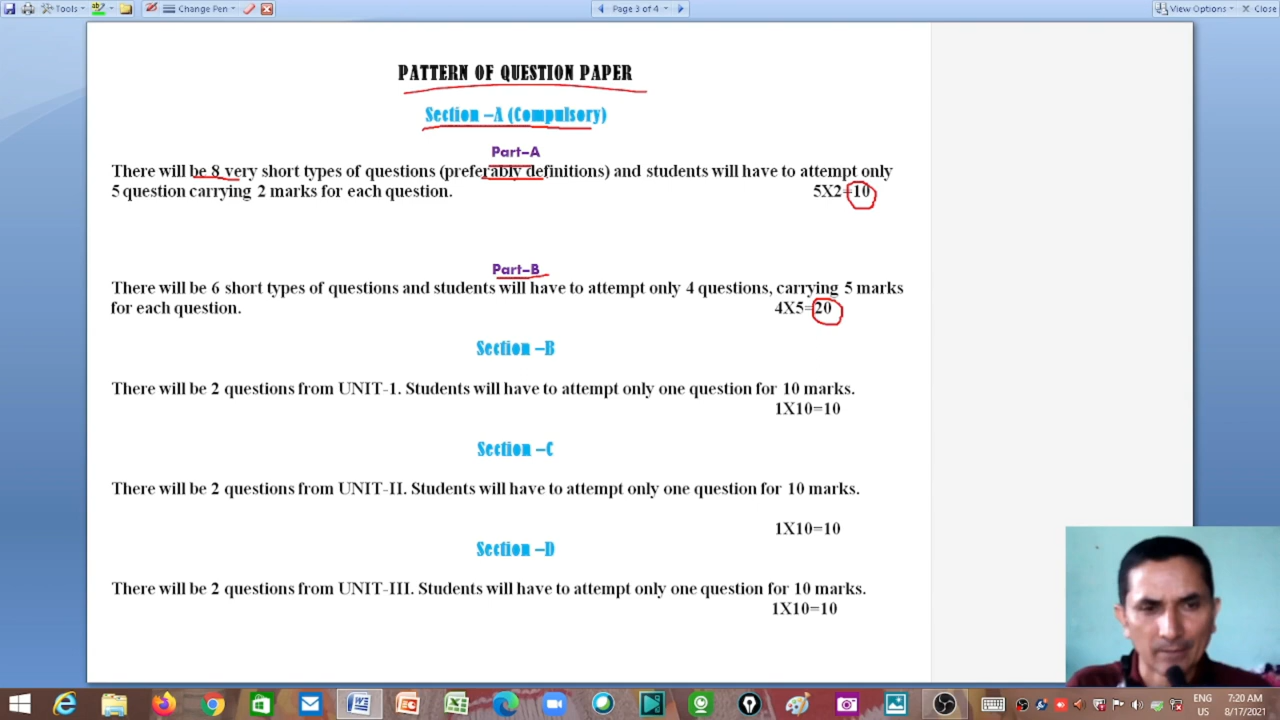 Tools
Change Pen
Page 3 of 4
View Options
Close
PATTERN OF QUESTION PAPER
Section –A (Compulsory)
Part–A
There will be 8 very short types of questions (preferably definitions) and students will have to attempt only
5 question carrying 2 marks for each question. 5X2=10
Part–B
There will be 6 short types of questions and students will have to attempt only 4 questions, carrying 5 marks
for each question. 4X5=20
Section –B
There will be 2 questions from UNIT-1. Students will have to attempt only one question for 10 marks.
1X10=10
Section –C
There will be 2 questions from UNIT-II. Students will have to attempt only one question for 10 marks.
1X10=10
Section –D
There will be 2 questions from UNIT-III. Students will have to attempt only one question for 10 marks.
1X10=10
ENG 7:20 AM
US 8/17/2021